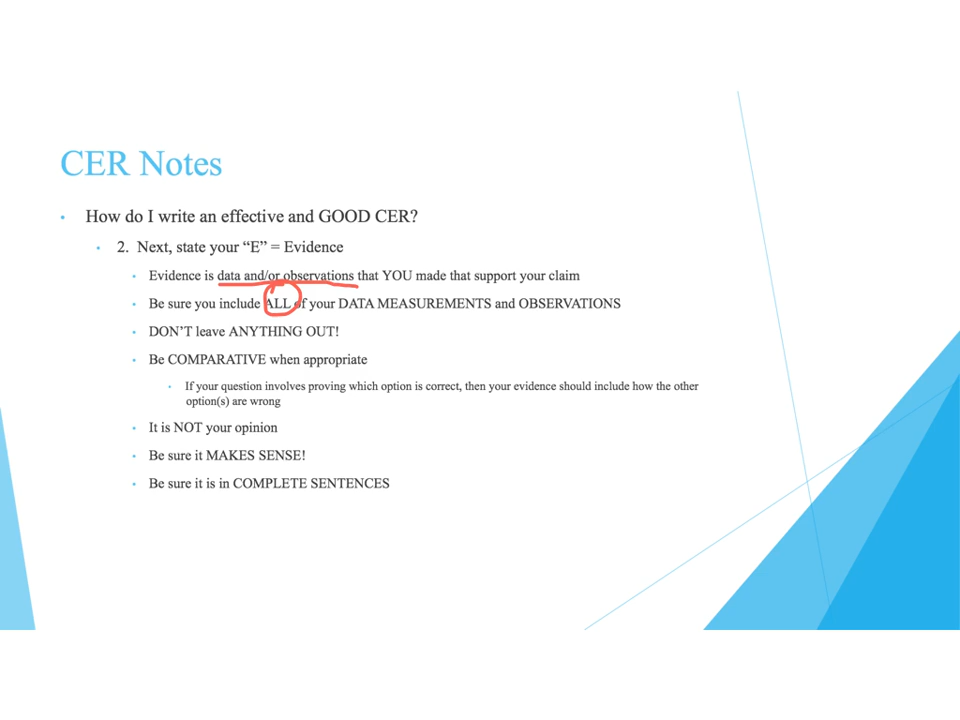 CER Notes
• How do I write an effective and GOOD CER?
• 2. Next, state your “E” = Evidence
• Evidence is data and/or observations that YOU made that support your claim
• Be sure you include ALL of your DATA MEASUREMENTS and OBSERVATIONS
• DON’T leave ANYTHING OUT!
• Be COMPARATIVE when appropriate
• If your question involves proving which option is correct, then your evidence should include how the other
option(s) are wrong
• It is NOT your opinion
• Be sure it MAKES SENSE!
• Be sure it is in COMPLETE SENTENCES